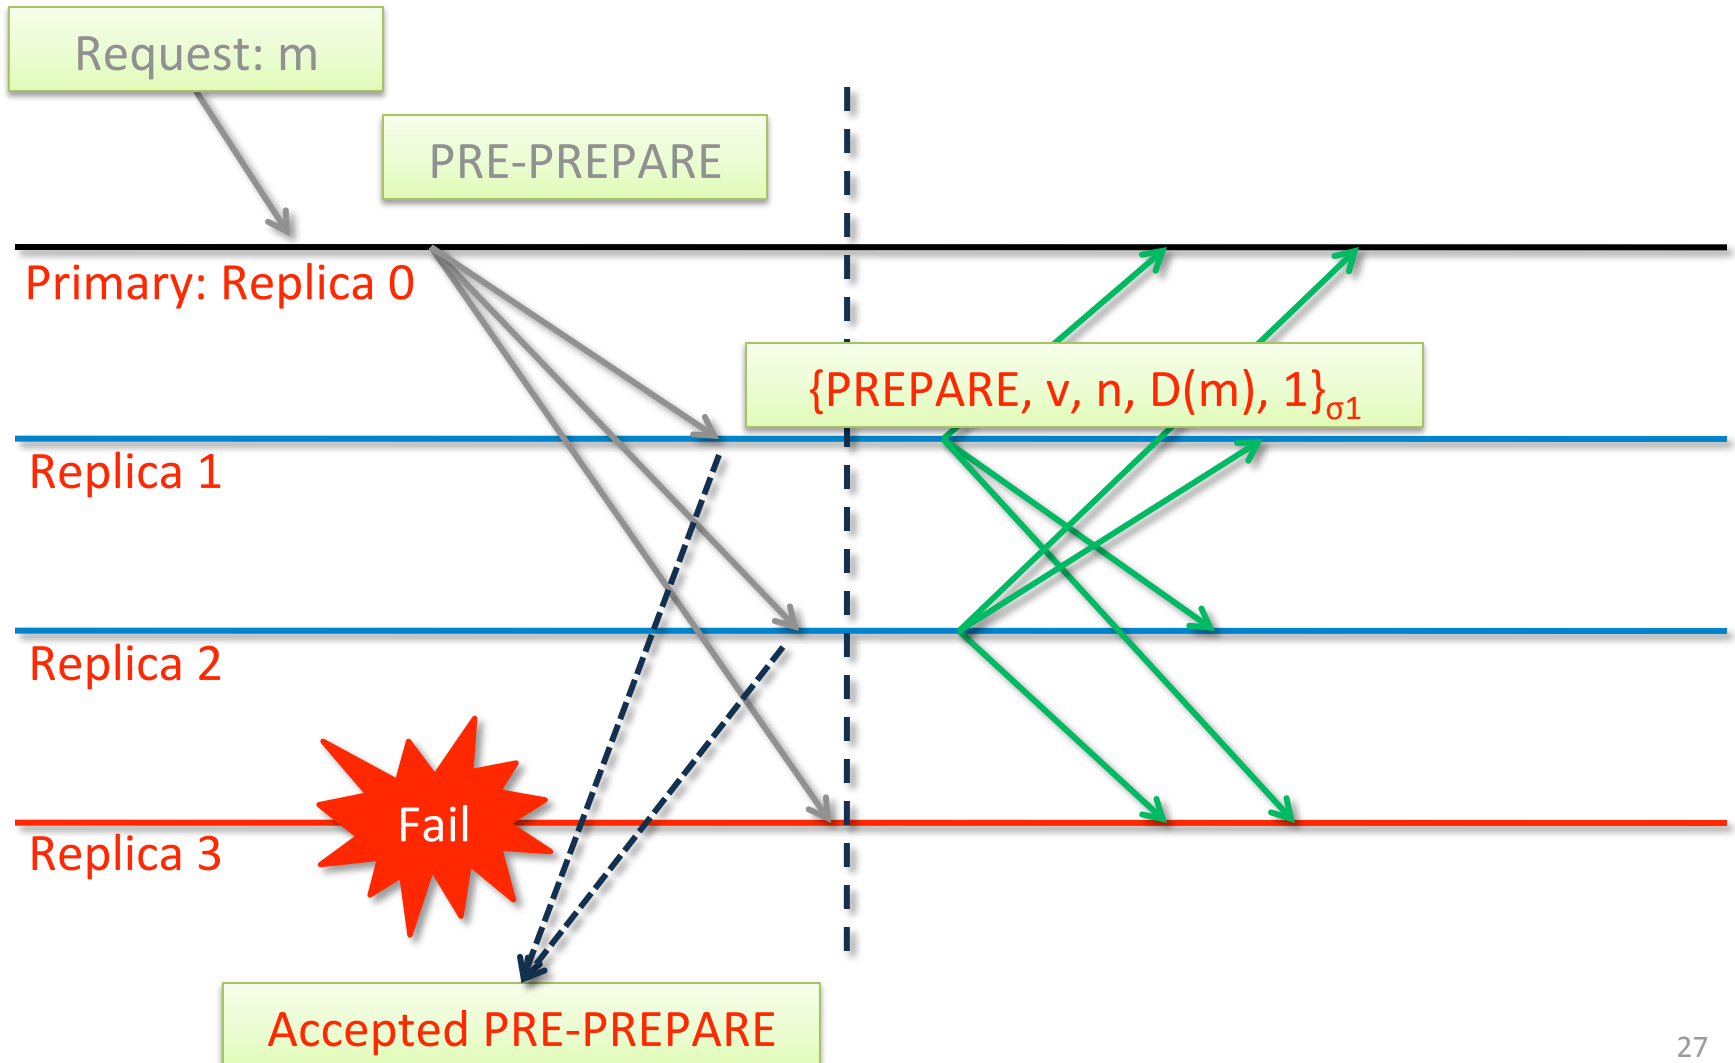 Request: m
PRE-PREPARE
Primary: Replica 0
{PREPARE, v, n, D(m), 1}σ1
Replica 1
Replica 2
Fail
Replica 3
Accepted PRE-PREPARE
27